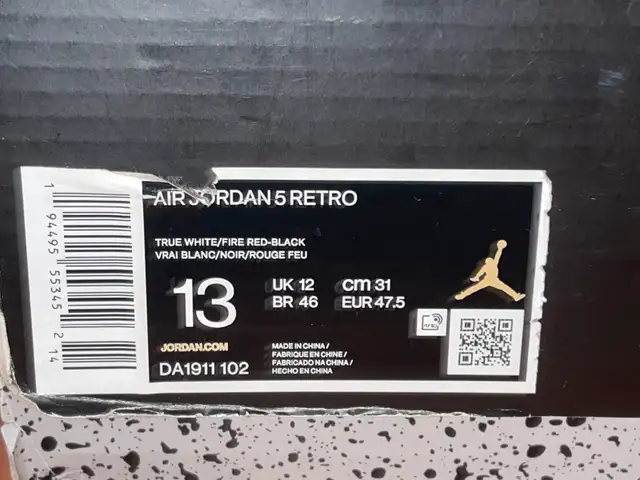 1 94495 55345 2 14
AIR JORDAN 5 RETRO
TRUE WHITE/FIRE RED-BLACK
VRAI BLANC/NOIR/ROUGE FEU
13
UK 12
cm 31
BR 46
EUR 47.5
JORDAN.COM
DA1911 102
MADE IN CHINA /
FABRIQUE EN CHINE /
FABRICADO NA CHINA /
HECHO EN CHINA